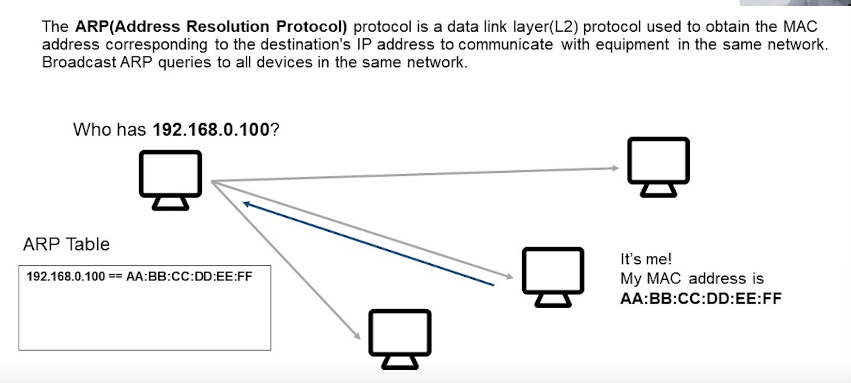 The ARP(Address Resolution Protocol) protocol is a data link layer(L2) protocol used to obtain the MAC
address corresponding to the destination's IP address to communicate with equipment in the same network.
Broadcast ARP queries to all devices in the same network.
Who has 192.168.0.100?
ARP Table
192.168.0.100 == AA:BB:CC:DD:EE:FF
It's me!
My MAC address is
AA:BB:CC:DD:EE:FF